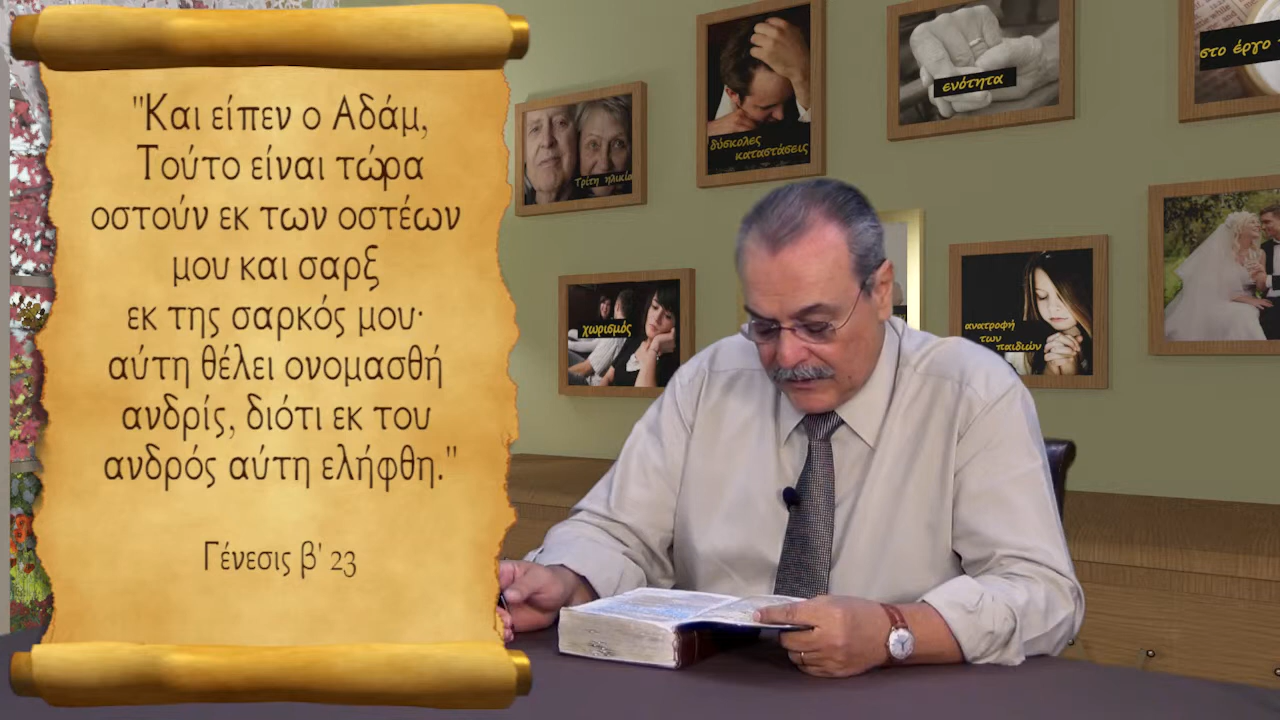 "Και είπεν ο Αδάμ,
Τούτο είναι τώρα
οστούν εκ των οστέων
μου και σαρξ
εκ της σαρκός μου·
αύτη θέλει ονομασθή
ανδρίς, διότι εκ του
ανδρός αύτη ελήφθη."
Γένεσις β' 23
Τρίτη ηλικία
δύσκολες
καταστάσεις
ενότητα
στο έργο
χωρισμός
ανατροφή
των
παιδιών